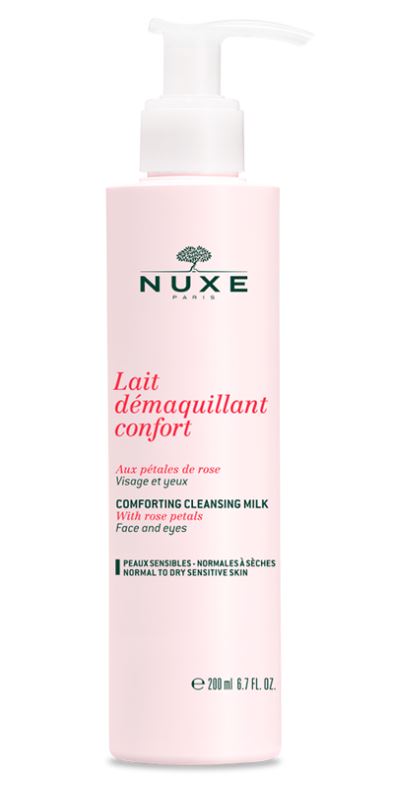 NUXE
PARIS
Lait
démaquillant
confort
Aux pétales de rose
Visage et yeux
COMFORTING CLEANSING MILK
With rose petals
Face and eyes
PEAUX SENSIBLES - NORMALES À SÈCHES
NORMAL TO DRY SENSITIVE SKIN
℮ 200 ml 6.7 FL. OZ.